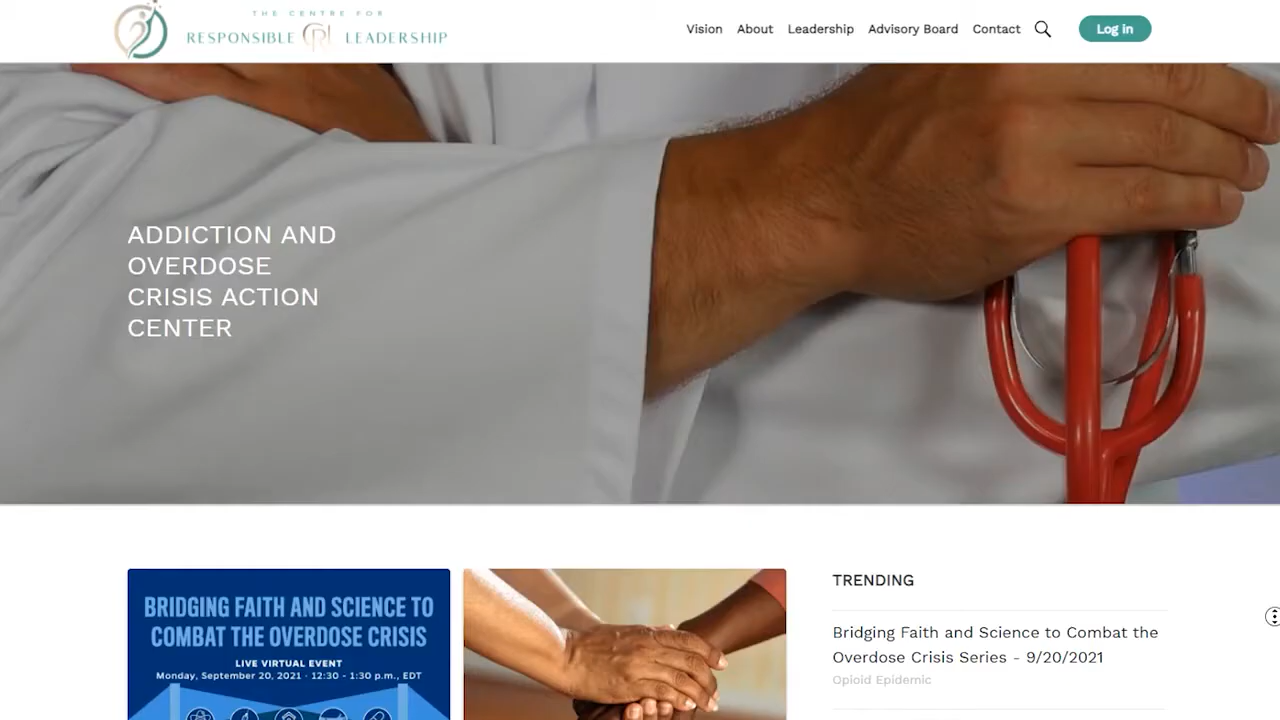 THE CENTRE FOR
RESPONSIBLE CRL LEADERSHIP
Vision About Leadership Advisory Board Contact
Log in
ADDICTION AND
OVERDOSE
CRISIS ACTION
CENTER
BRIDGING FAITH AND SCIENCE TO
COMBAT THE OVERDOSE CRISIS
LIVE VIRTUAL EVENT
Monday, September 20, 2021 · 12:30 - 1:30 p.m., EDT
TRENDING
Bridging Faith and Science to Combat the
Overdose Crisis Series - 9/20/2021
Opioid Epidemic